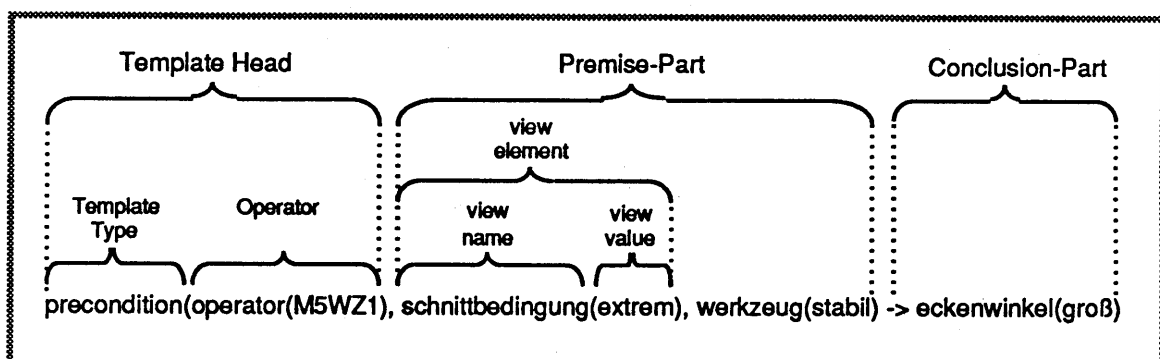 Template Head Premise-Part Conclusion-Part
view
element
Template Operator view view
Type name value
precondition(operator(M5WZ1), schnittbedingung(extrem), werkzeug(stabil) -> eckenwinkel(groß)